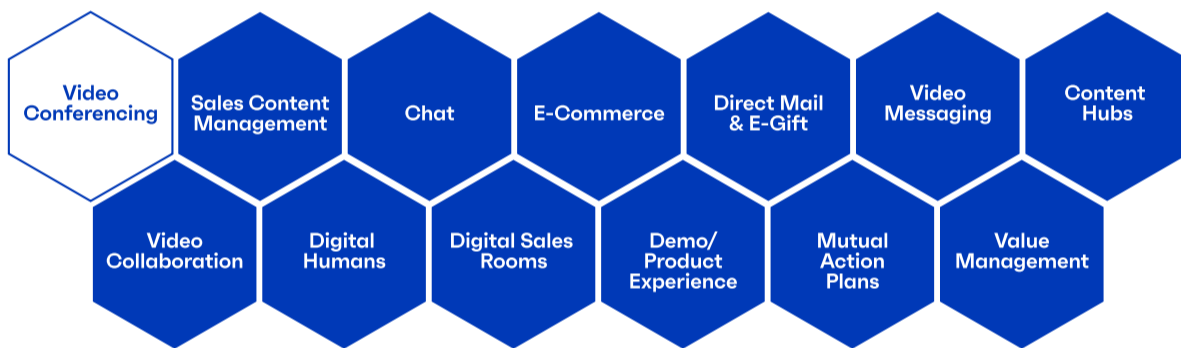 Video
Conferencing
Sales Content
Management
Chat
E-Commerce
Direct Mail
& E-Gift
Video
Messaging
Content
Hubs
Video
Collaboration
Digital
Humans
Digital Sales
Rooms
Demo/
Product
Experience
Mutual
Action
Plans
Value
Management